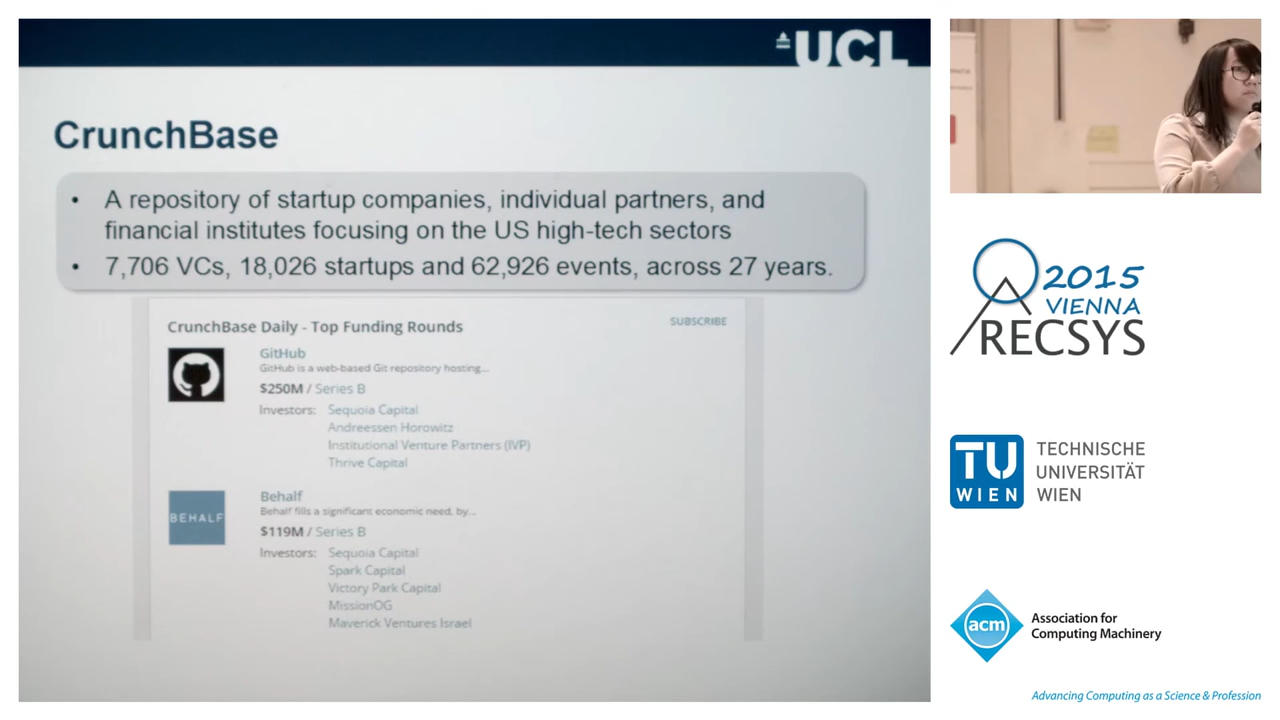 UCL
CrunchBase
• A repository of startup companies, individual partners, and
financial institutes focusing on the US high-tech sectors
• 7,706 VCs, 18,026 startups and 62,926 events, across 27 years.
CrunchBase Daily - Top Funding Rounds
SUBSCRIBE
GitHub
GitHub is a web-based Git repository hosting...
$250M / Series B
Investors: Sequoia Capital
Andreessen Horowitz
Institutional Venture Partners (IVP)
Thrive Capital
BEHALF
Behalf
Behalf fills a significant economic need, by...
$119M / Series B
Investors: Sequoia Capital
Spark Capital
Victory Park Capital
MissionOG
Maverick Ventures Israel
2015
VIENNA
RECSYS
TU
WIEN
TECHNISCHE
UNIVERSITÄT
WIEN
acm
Association for
Computing Machinery
Advancing Computing as a Science & Profession